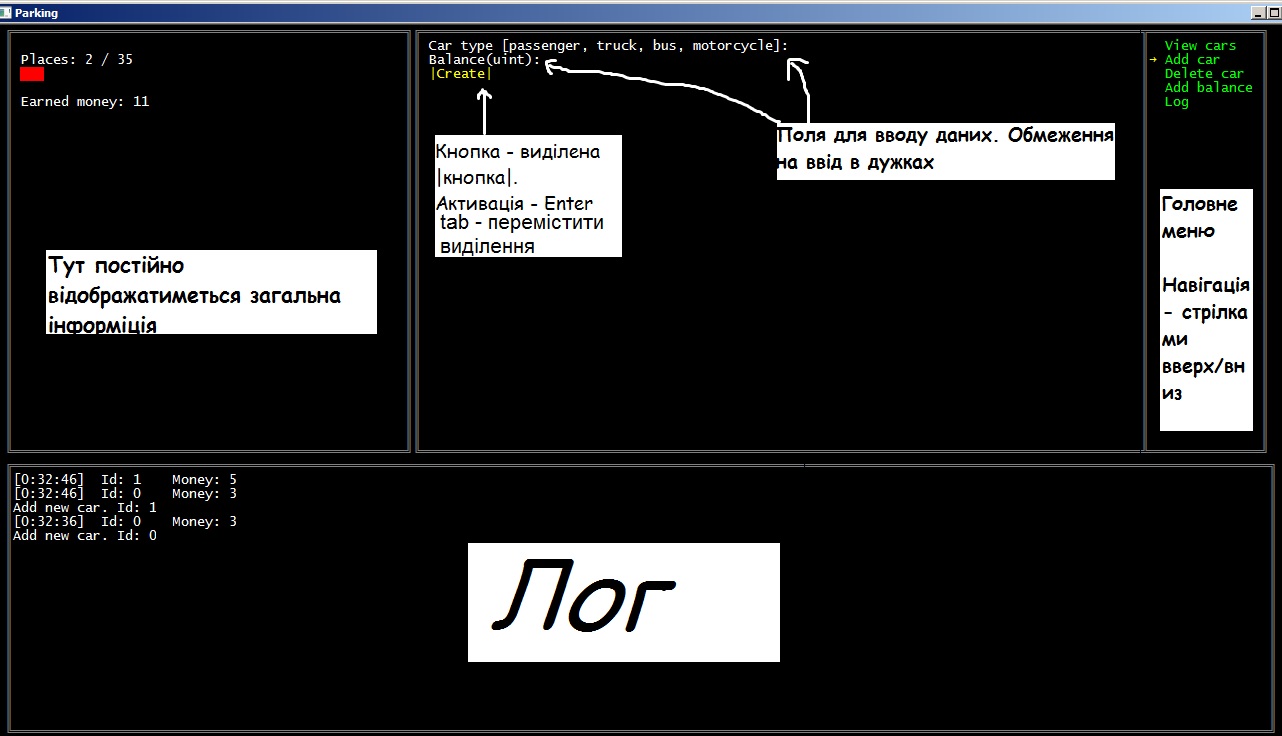 Parking
Places: 2 / 35
Earned money: 11
Тут постійно
відображатиметься загальна
інформіція
Car type [passenger, truck, bus, motorcycle]:
Balance(uint):
|Create|
Кнопка - виділена
|кнопка|.
Активація - Enter
tab - перемістити
виділення
Поля для вводу даних. Обмеження
на ввід в дужках
View cars
→ Add car
Delete car
Add balance
Log
Головне
меню
Навігація
- стрілка
ми
вверх/вн
из
[0:32:46] Id: 1 Money: 5
[0:32:46] Id: 0 Money: 3
Add new car. Id: 1
[0:32:36] Id: 0 Money: 3
Add new car. Id: 0
Лог